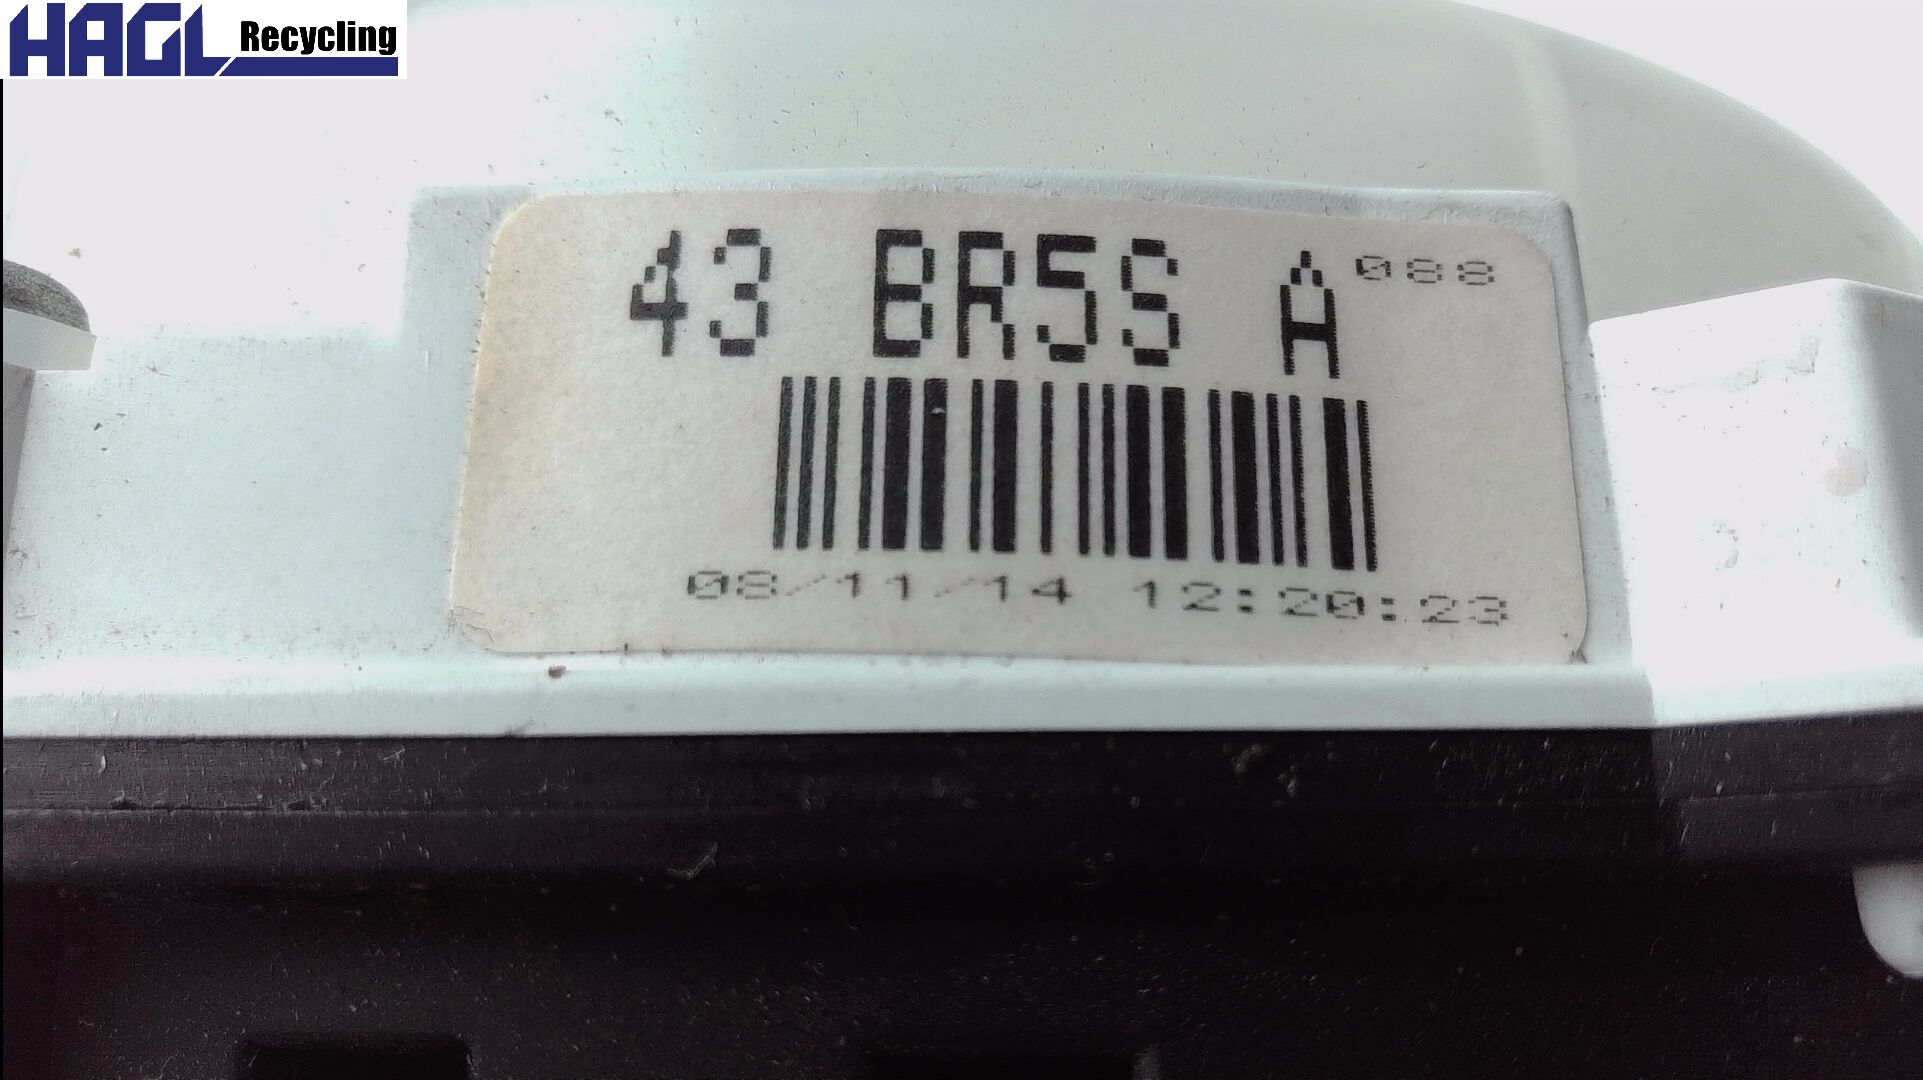 HAGL Recycling
43 BR5S A 088
08/11/14 12:20:23